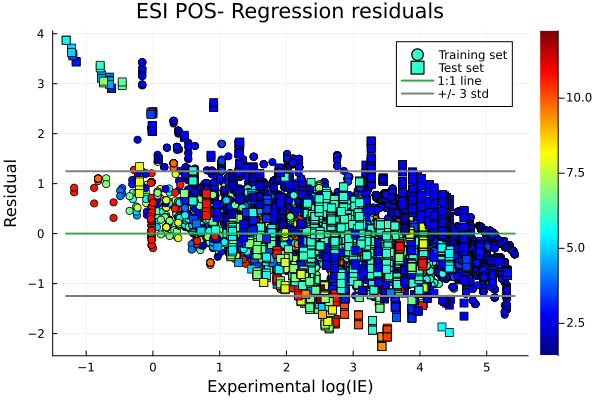 ESI POS- Regression residuals
Training set
Test set
1:1 line
+/- 3 std
Residual
4
3
2
1
0
−1
−2
−1
0
1
2
3
4
5
Experimental log(IE)
10.0
7.5
5.0
2.5